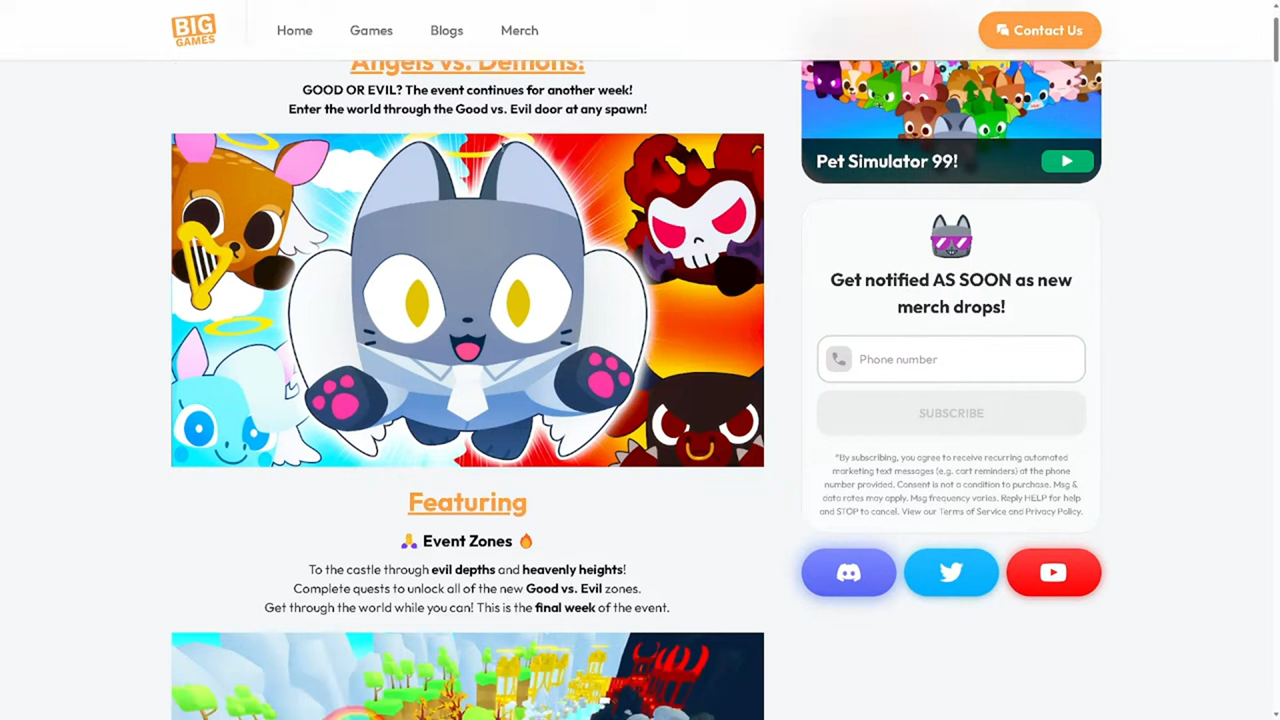 BIG
GAMES
Home
Games
Blogs
Merch
Contact Us
Angels vs. Demons!
GOOD OR EVIL? The event continues for another week!
Enter the world through the Good vs. Evil door at any spawn!
Featuring
Event Zones
To the castle through evil depths and heavenly heights!
Complete quests to unlock all of the new Good vs. Evil zones.
Get through the world while you can! This is the final week of the event.
Pet Simulator 99!
Get notified AS SOON as new
merch drops!
Phone number
SUBSCRIBE
*By subscribing, you agree to receive recurring automated
marketing text messages (e.g. cart reminders) at the phone
number provided. Consent is not a condition to purchase. Msg &
data rates may apply. Msg frequency varies. Reply HELP for help
and STOP to cancel. View our Terms of Service and Privacy Policy.